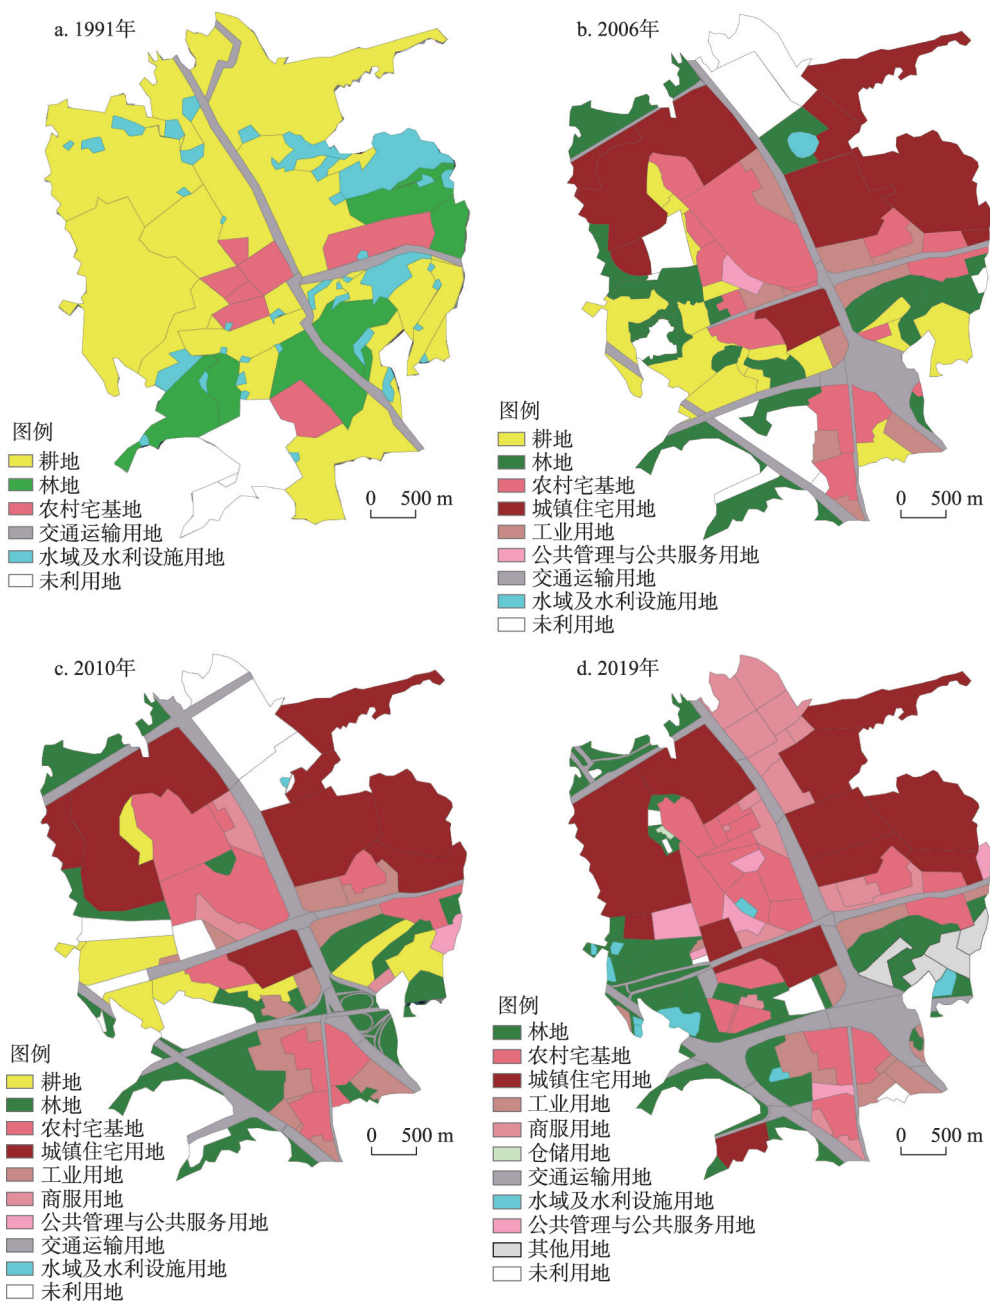 a. 1991年
图例
耕地
林地
农村宅基地
交通运输用地
水域及水利设施用地
未利用地
0 500 m
b. 2006年
图例
耕地
林地
农村宅基地
城镇住宅用地
工业用地
公共管理与公共服务用地
交通运输用地
水域及水利设施用地
未利用地
0 500 m
c. 2010年
图例
耕地
林地
农村宅基地
城镇住宅用地
工业用地
商服用地
公共管理与公共服务用地
交通运输用地
水域及水利设施用地
未利用地
0 500 m
d. 2019年
图例
林地
农村宅基地
城镇住宅用地
工业用地
商服用地
仓储用地
交通运输用地
水域及水利设施用地
公共管理与公共服务用地
其他用地
未利用地
0 500 m